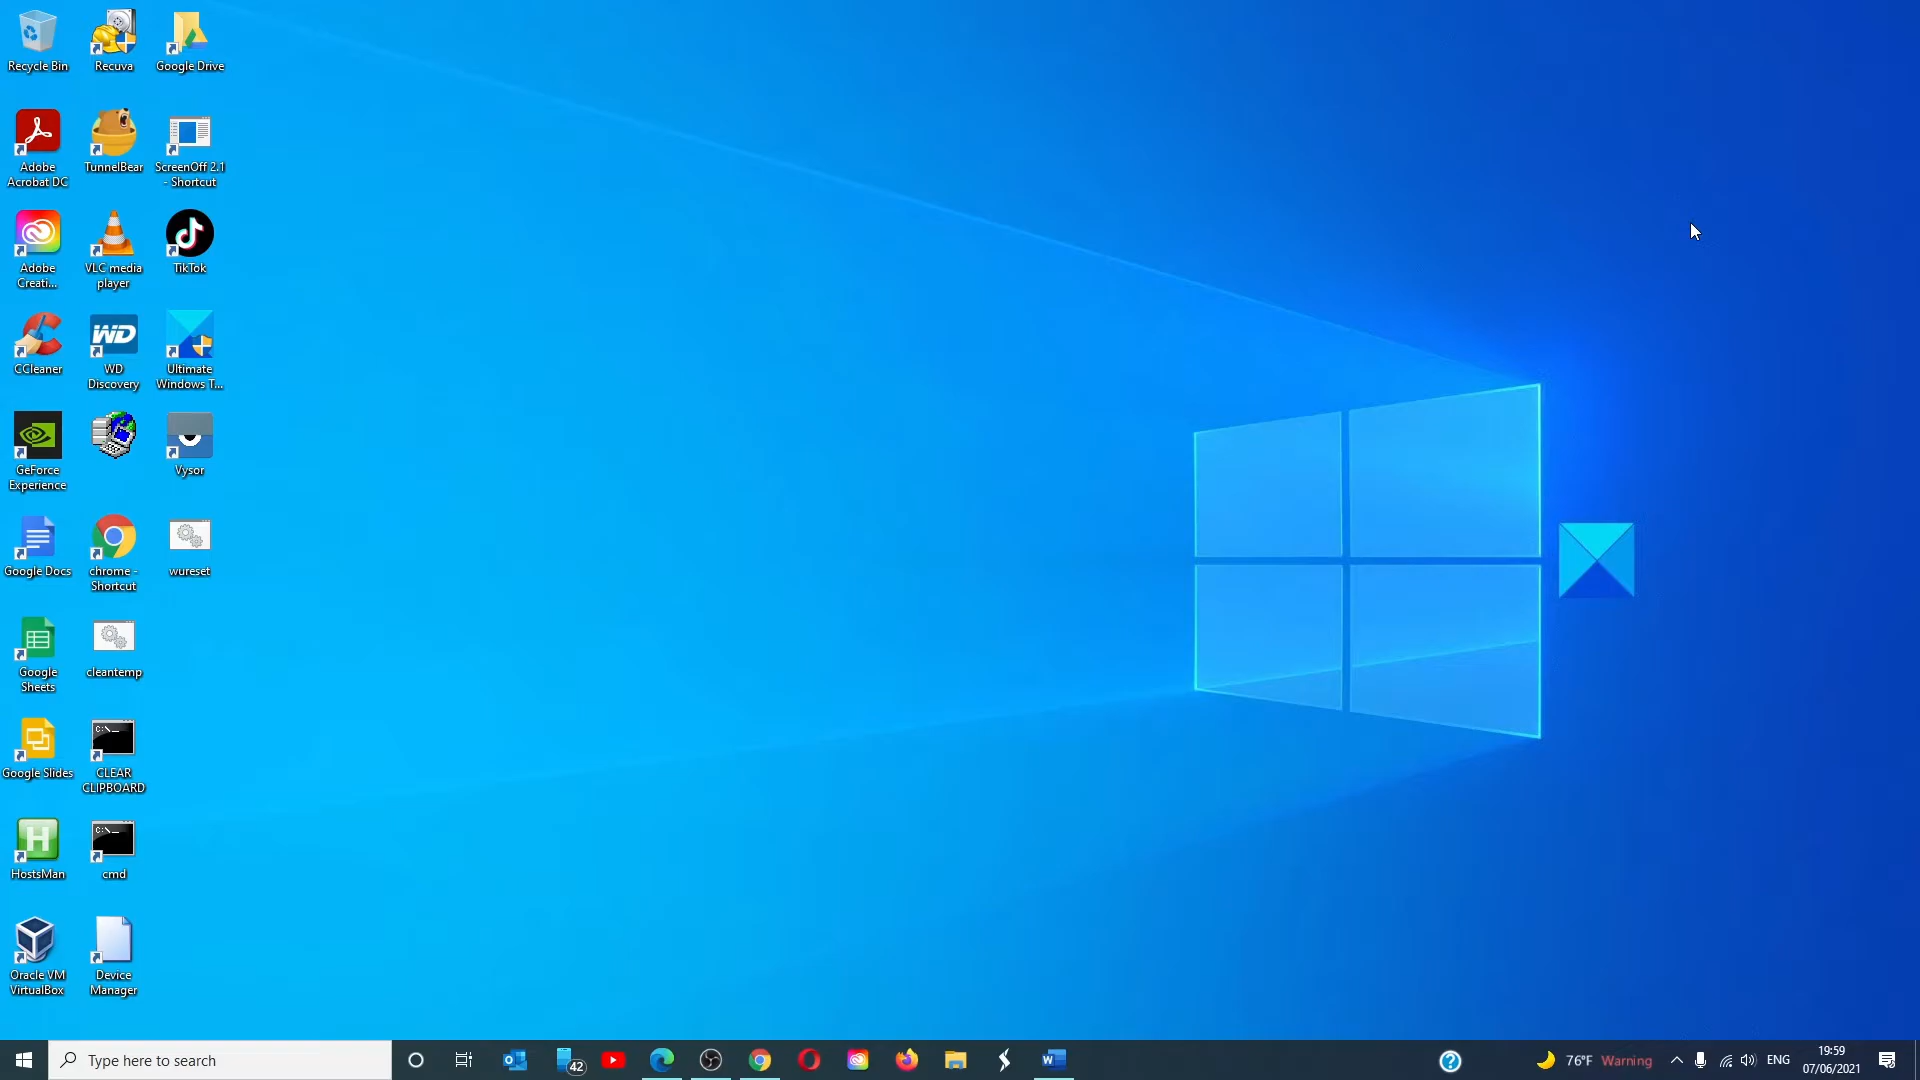 Recycle Bin
Recuva
Google Drive
Adobe
Acrobat DC
TunnelBear
ScreenOff 2.1
- Shortcut
Adobe
Creati...
VLC media
player
TikTok
CCleaner
WD
WD
Discovery
Ultimate
Windows T...
GeForce
Experience
Vysor
Google Docs
chrome -
Shortcut
wureset
Google
Sheets
cleantemp
C:\_
Google Slides
CLEAR
CLIPBOARD
H
C:\_
HostsMan
cmd
Oracle VM
VirtualBox
Device
Manager
Type here to search
42
76°F Warning
ENG
19:59
07/06/2021